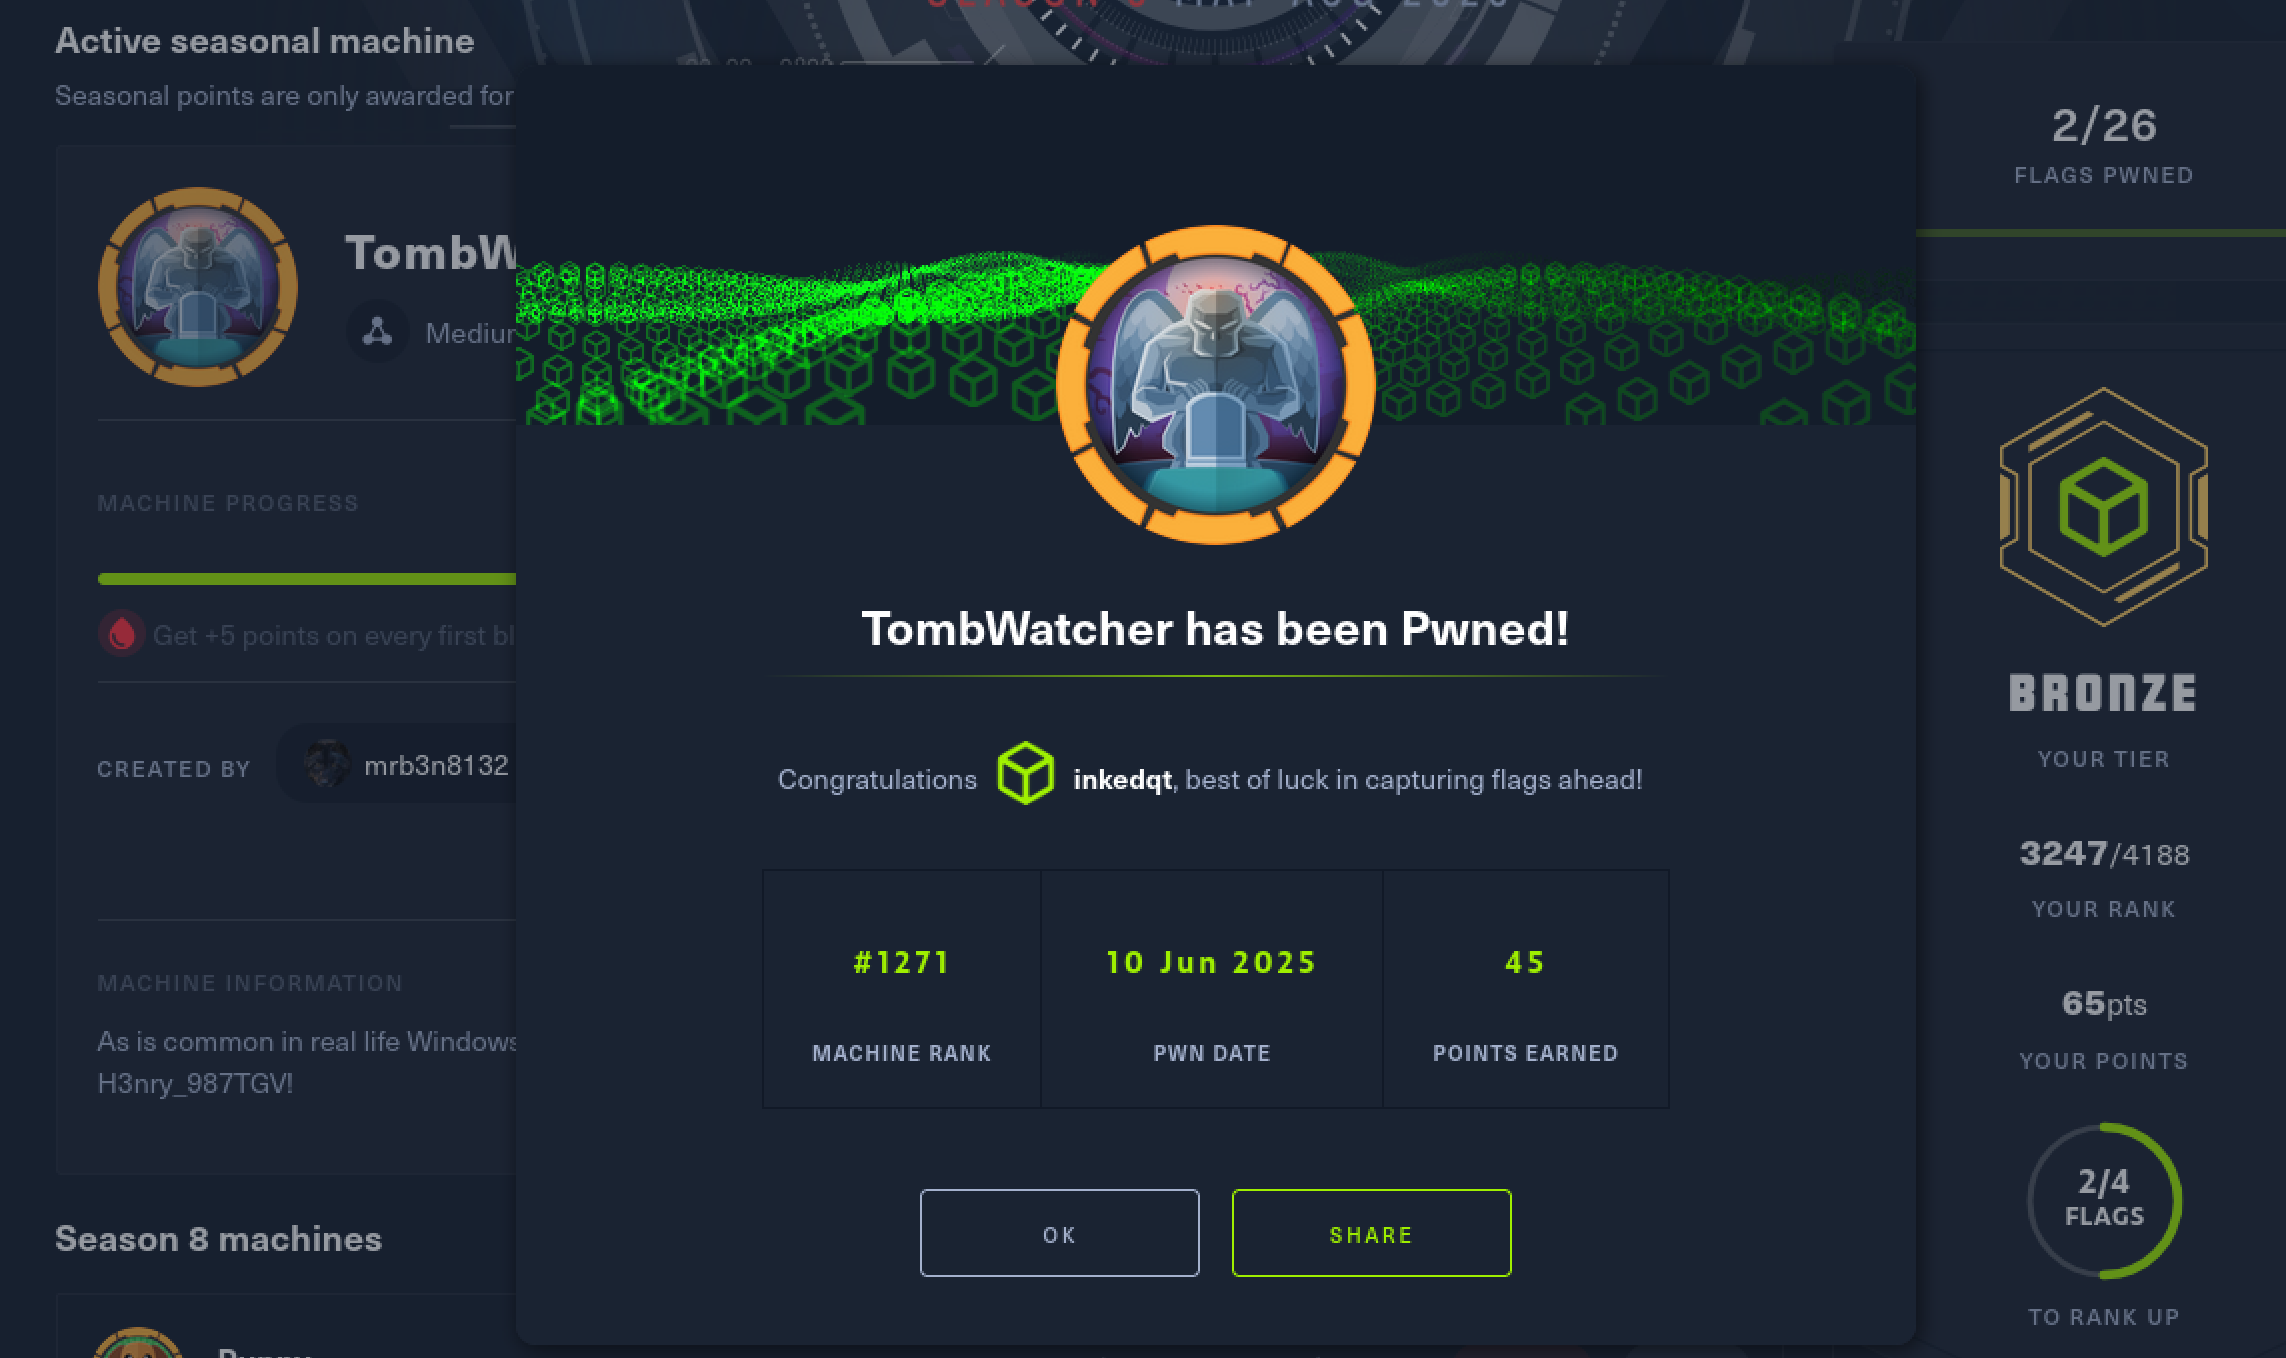 Active seasonal machine
Seasonal points are only awarded for
TombW
Mediu
MACHINE PROGRESS
Get +5 points on every first bl
CREATED BY mrb3n8132
MACHINE INFORMATION
As is common in real life Windows
H3nry_987TGV!
Season 8 machines
TombWatcher has been Pwned!
Congratulations inkedqt, best of luck in capturing flags ahead!
#1271 10 Jun 2025 45
MACHINE RANK PWN DATE POINTS EARNED
OK SHARE
2/26
FLAGS PWNED
BRONZE
YOUR TIER
3247/4188
YOUR RANK
65pts
YOUR POINTS
2/4
FLAGS
TO RANK UP